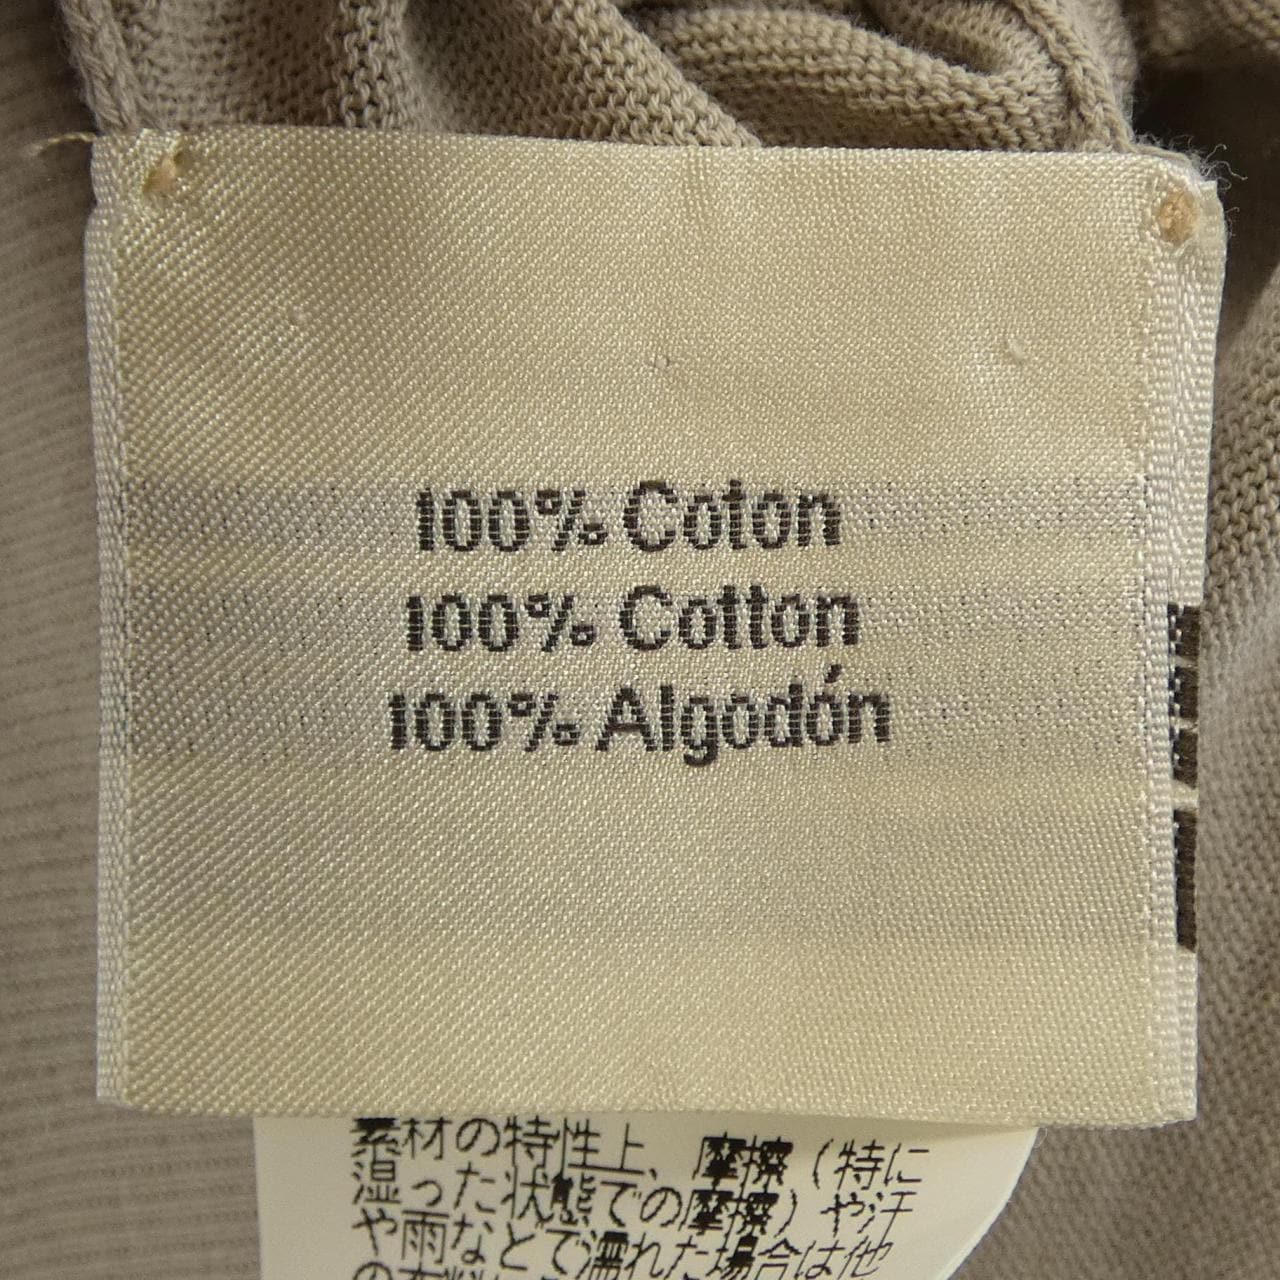 100% Coton
100% Cotton
100% Algodón
素材の特性上、摩擦(特に
湿った状態での摩擦)や汗
や雨などで濡れた場合は他